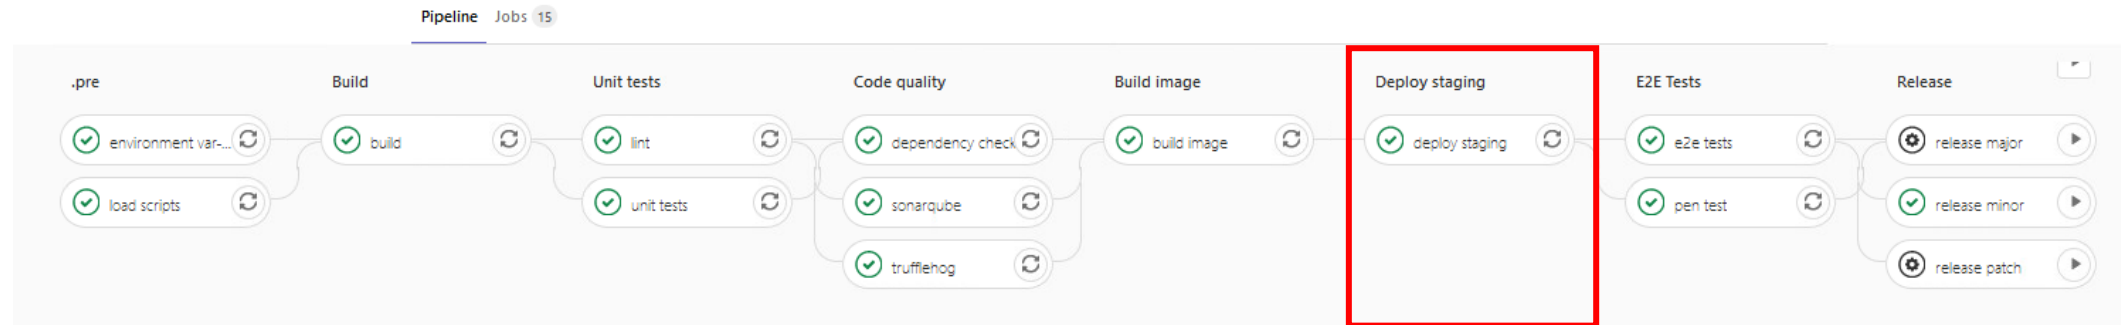 Pipeline Jobs 15
.pre
Build
Unit tests
Code quality
Build image
Deploy staging
E2E Tests
Release
environment var-...
build
lint
dependency check
build image
deploy staging
e2e tests
release major
load scripts
unit tests
sonarqube
pen test
release minor
trufflehog
release patch